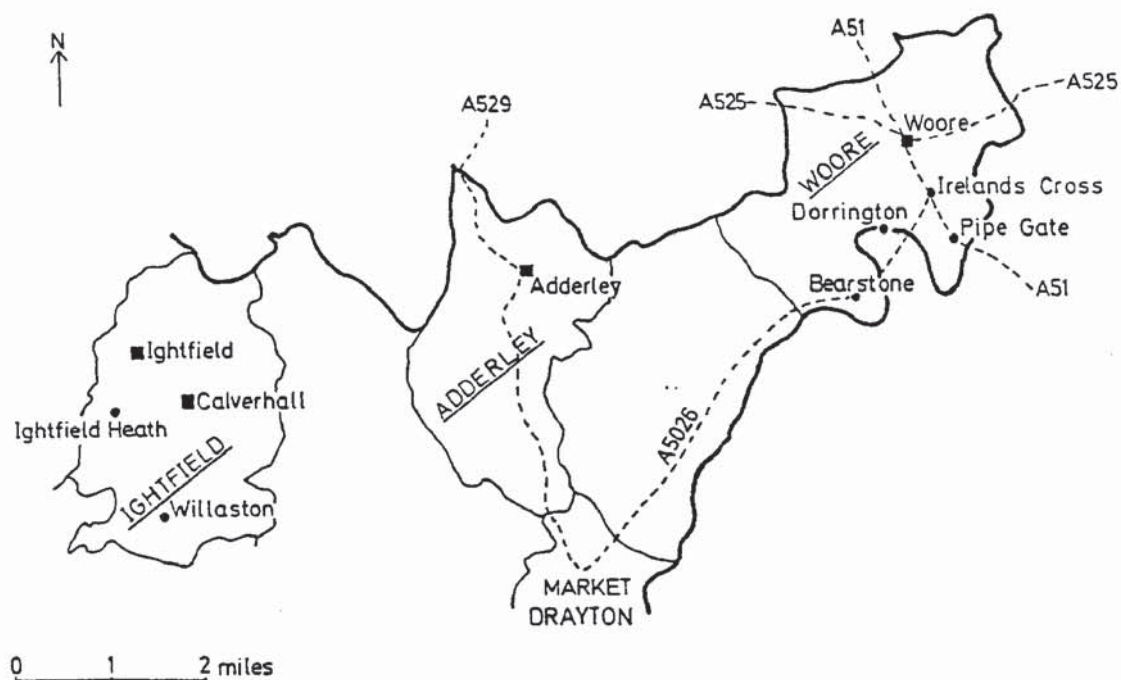 N
A51
A529
A525
A525
Woore
WOORE
Irelands Cross
Dorrington
Pipe Gate
Adderley
Bearstone
A51
Ightfield
ADDERLEY
Calverhall
Ightfield Heath
A5026
IGHTFIELD
Willaston
MARKET
DRAYTON
0 1 2 miles